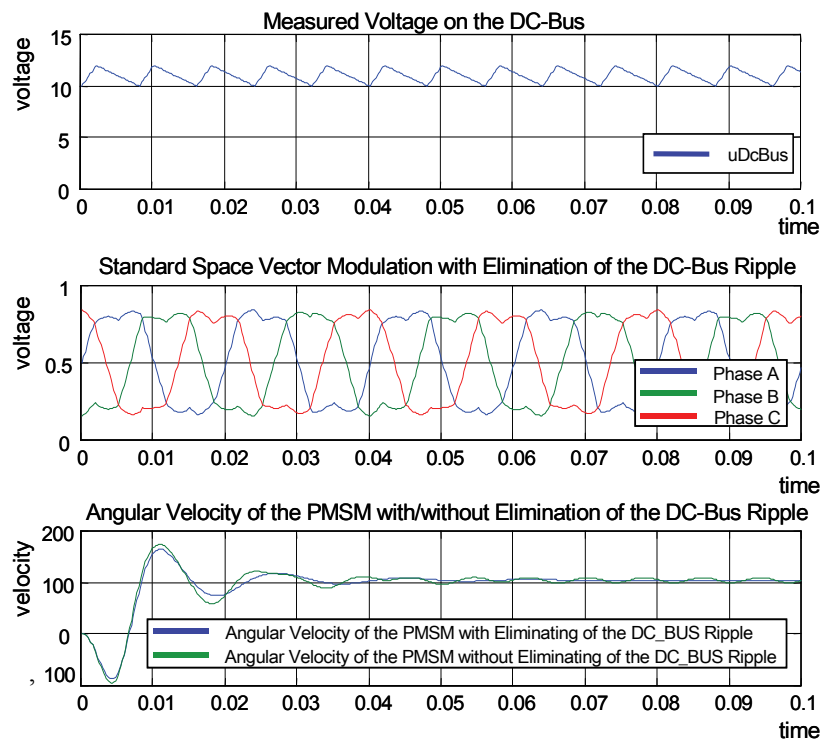 Measured Voltage on the DC-Bus
voltage
15
10
5
0
uDcBus
0 0.01 0.02 0.03 0.04 0.05 0.06 0.07 0.08 0.09 0.1
time
Standard Space Vector Modulation with Elimination of the DC-Bus Ripple
voltage
1
0.5
0
Phase A
Phase B
Phase C
0 0.01 0.02 0.03 0.04 0.05 0.06 0.07 0.08 0.09 0.1
time
Angular Velocity of the PMSM with/without Elimination of the DC-Bus Ripple
velocity
200
100
0
, 100
Angular Velocity of the PMSM with Eliminating of the DC_BUS Ripple
Angular Velocity of the PMSM without Eliminating of the DC_BUS Ripple
0 0.01 0.02 0.03 0.04 0.05 0.06 0.07 0.08 0.09 0.1
time